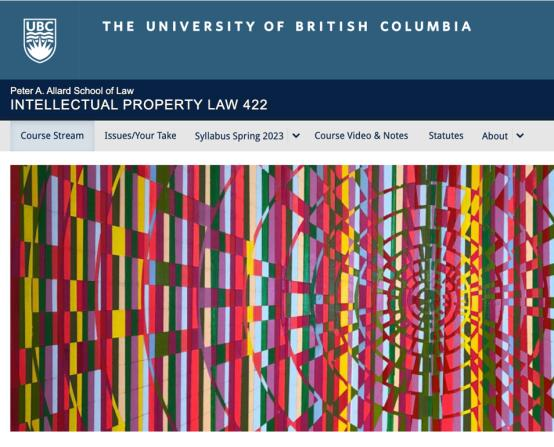 UBC
THE UNIVERSITY OF BRITISH COLUMBIA
Peter A. Allard School of Law
INTELLECTUAL PROPERTY LAW 422
Course Stream Issues/Your Take Syllabus Spring 2023 Course Video & Notes Statutes About